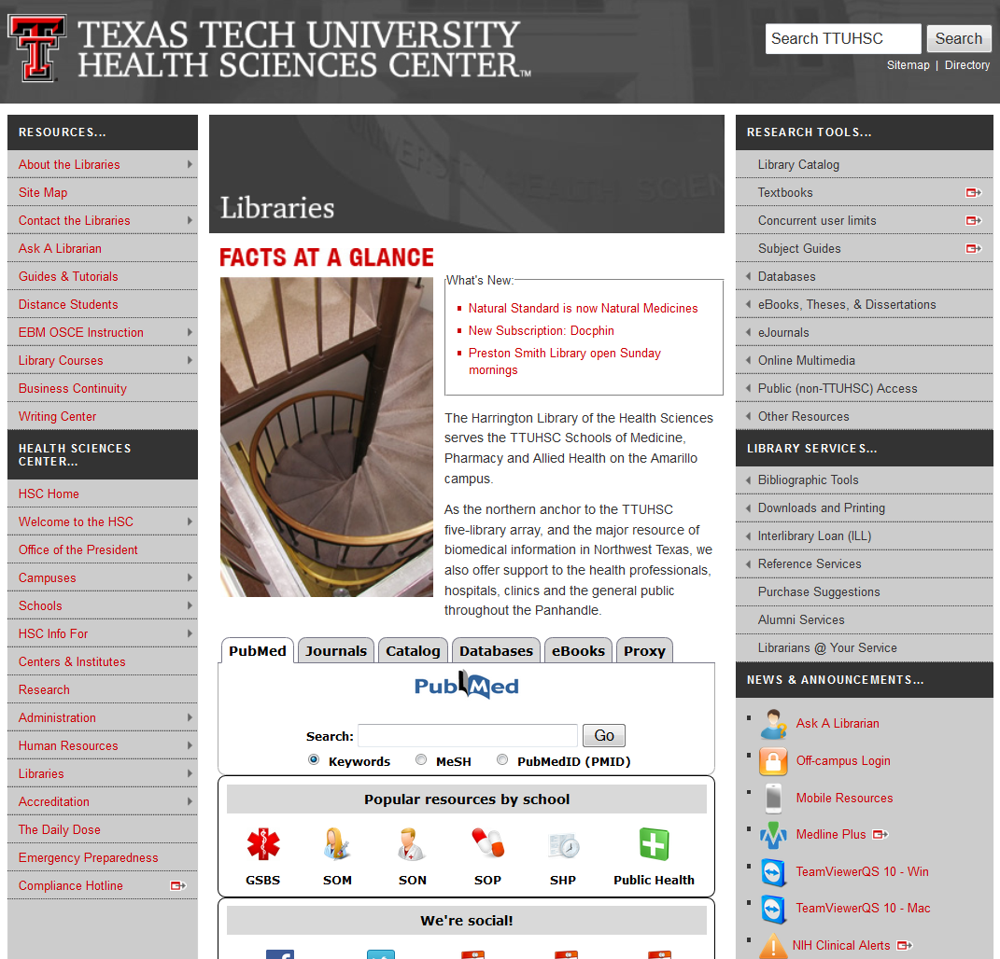 TEXAS TECH UNIVERSITY
HEALTH SCIENCES CENTER™
Search TTUHSC
Search
Sitemap | Directory
RESOURCES...
About the Libraries
Site Map
Contact the Libraries
Ask A Librarian
Guides & Tutorials
Distance Students
EBM OSCE Instruction
Library Courses
Business Continuity
Writing Center
HEALTH SCIENCES
CENTER...
HSC Home
Welcome to the HSC
Office of the President
Campuses
Schools
HSC Info For
Centers & Institutes
Research
Administration
Human Resources
Libraries
Accreditation
The Daily Dose
Emergency Preparedness
Compliance Hotline
Libraries
FACTS AT A GLANCE
What's New:
Natural Standard is now Natural Medicines
New Subscription: Docphin
Preston Smith Library open Sunday
mornings
The Harrington Library of the Health Sciences
serves the TTUHSC Schools of Medicine,
Pharmacy and Allied Health on the Amarillo
campus.
As the northern anchor to the TTUHSC
five-library array, and the major resource of
biomedical information in Northwest Texas, we
also offer support to the health professionals,
hospitals, clinics and the general public
throughout the Panhandle.
PubMed Journals Catalog Databases eBooks Proxy
PubMed
Search: Go
Keywords MeSH PubMedID (PMID)
Popular resources by school
GSBS SOM SON SOP SHP Public Health
We're social!
RESEARCH TOOLS...
Library Catalog
Textbooks
Concurrent user limits
Subject Guides
Databases
eBooks, Theses, & Dissertations
eJournals
Online Multimedia
Public (non-TTUHSC) Access
Other Resources
LIBRARY SERVICES...
Bibliographic Tools
Downloads and Printing
Interlibrary Loan (ILL)
Reference Services
Purchase Suggestions
Alumni Services
Librarians @ Your Service
NEWS & ANNOUNCEMENTS...
Ask A Librarian
Off-campus Login
Mobile Resources
Medline Plus
TeamViewerQS 10 - Win
TeamViewerQS 10 - Mac
NIH Clinical Alerts